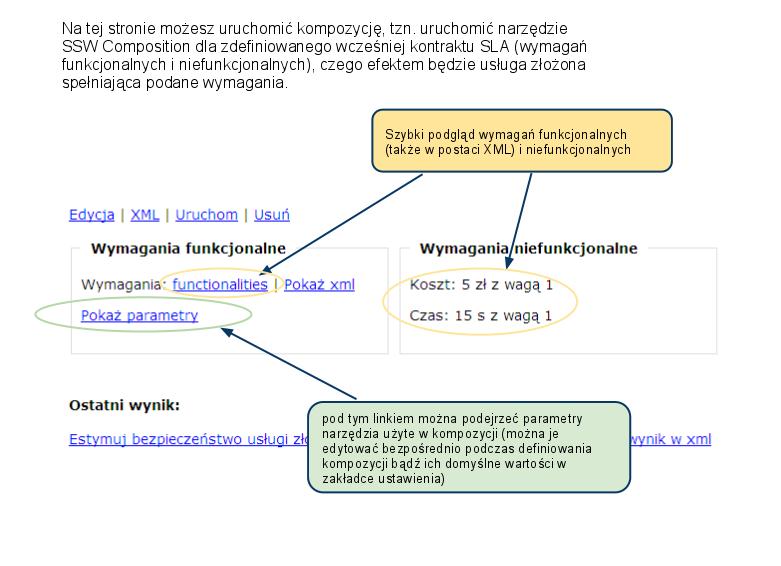 Na tej stronie możesz uruchomić kompozycję, tzn. uruchomić narzędzie
SSW Composition dla zdefiniowanego wcześniej kontraktu SLA (wymagań
funkcjonalnych i niefunkcjonalnych), czego efektem będzie usługa złożona
spełniająca podane wymagania.
Szybki podgląd wymagań funkcjonalnych
(także w postaci XML) i niefunkcjonalnych
Edycja | XML | Uruchom | Usuń
Wymagania funkcjonalne
Wymagania: functionalities | Pokaż xml
Pokaż parametry
Wymagania niefunkcjonalne
Koszt: 5 zł z wagą 1
Czas: 15 s z wagą 1
Ostatni wynik:
Estymuj bezpieczeństwo usługi wynik w xml
pod tym linkiem można podejrzeć parametry
narzędzia użyte w kompozycji (można je
edytować bezpośrednio podczas definiowania
kompozycji bądź ich domyślne wartości w
zakładce ustawienia)